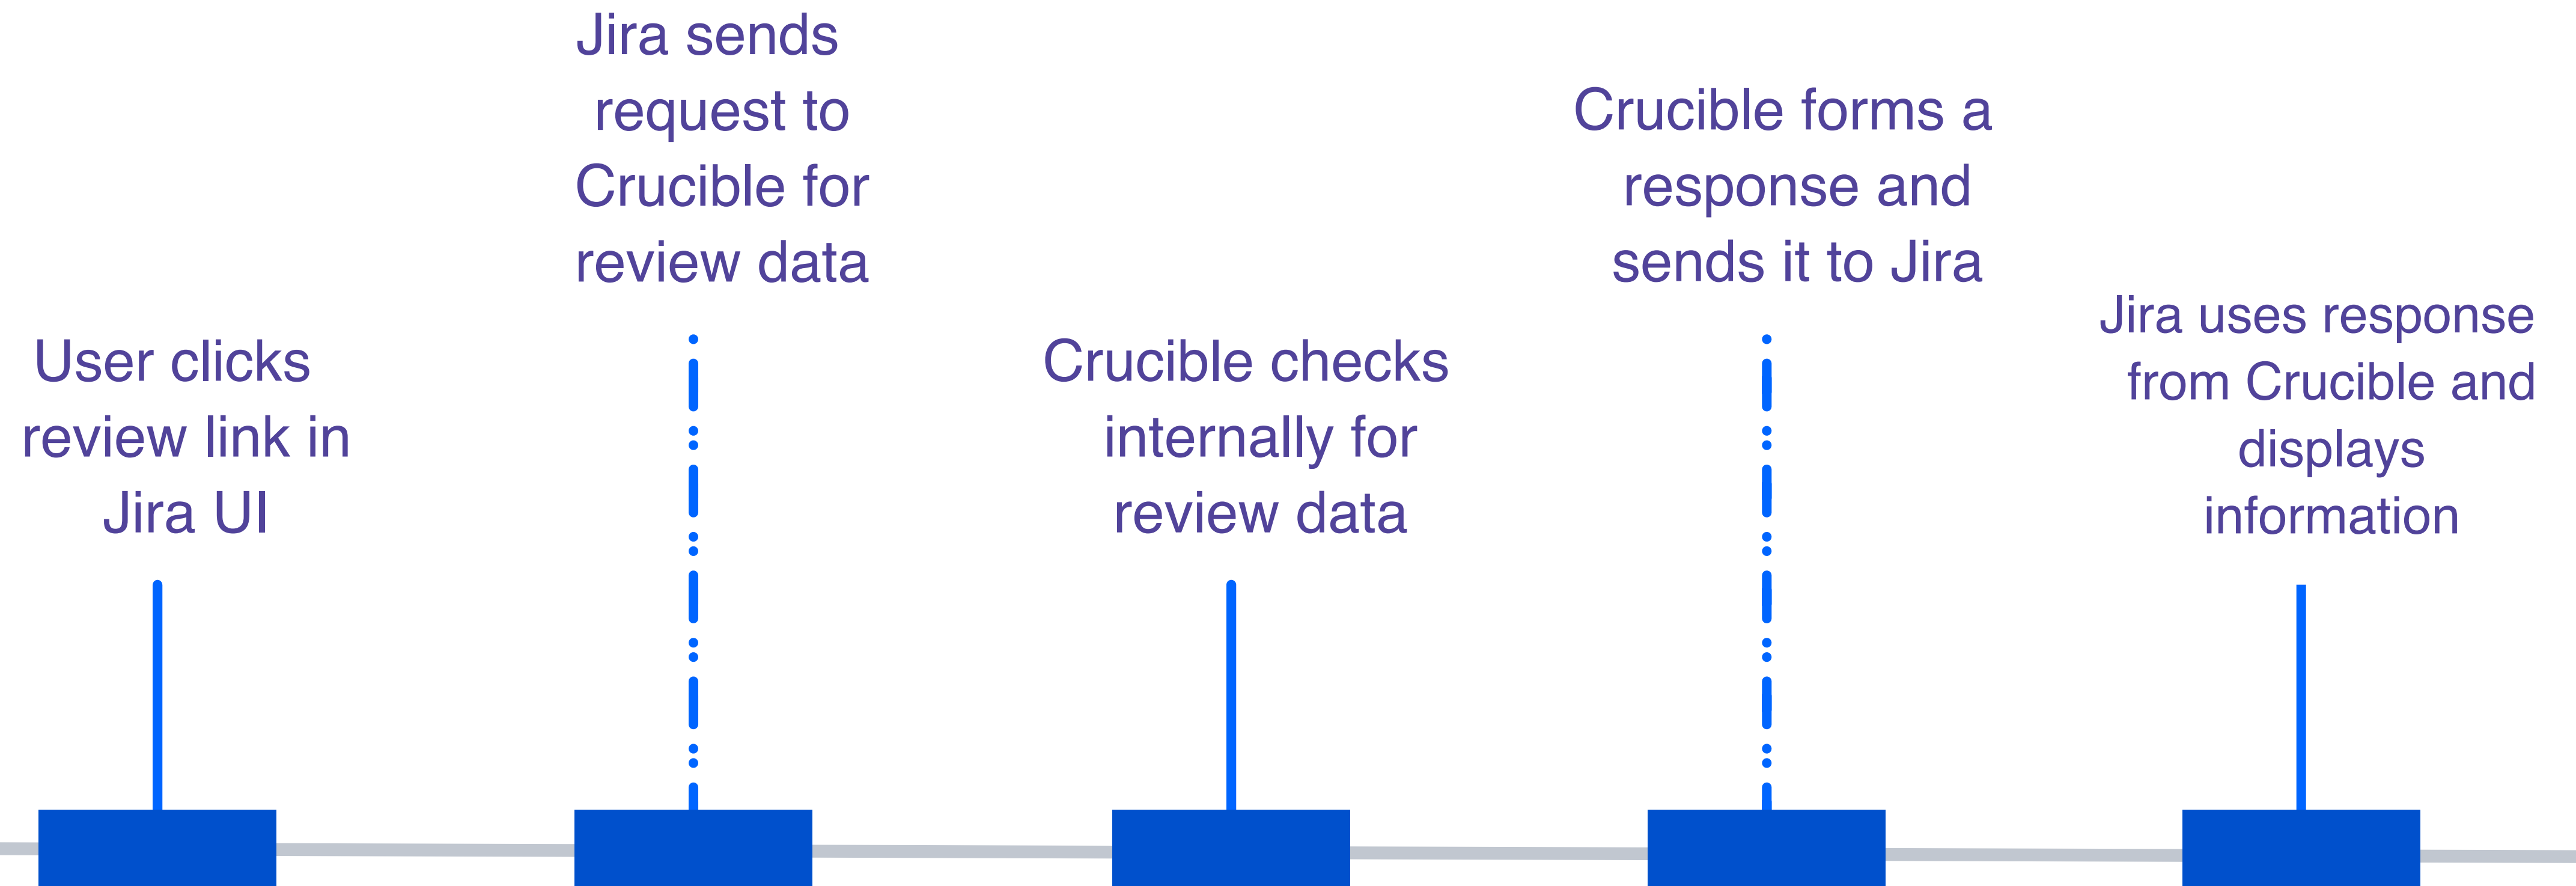 User clicks
review link in
Jira UI
Jira sends
request to
Crucible for
review data
Crucible checks
internally for
review data
Crucible forms a
response and
sends it to Jira
Jira uses response
from Crucible and
displays
information